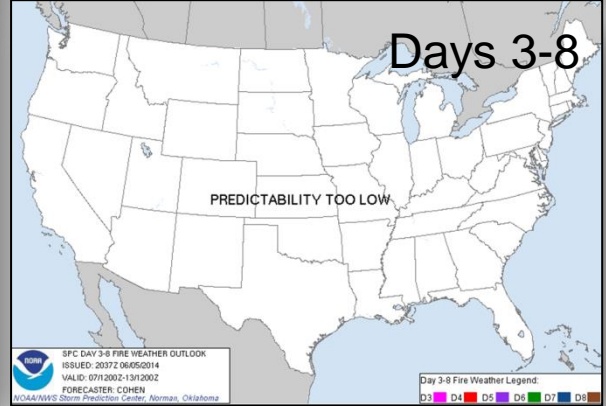 Days 3-8
PREDICTABILITY TOO LOW
NOAA
SPC DAY 3-8 FIRE WEATHER OUTLOOK
ISSUED: 2037Z 06/05/2014
VALID: 07/1200Z-13/1200Z
FORECASTER: COHEN
NOAA/NWS Storm Prediction Center, Norman, Oklahoma
Day 3-8 Fire Weather Legend:
D3 D4 D5 D6 D7 D8